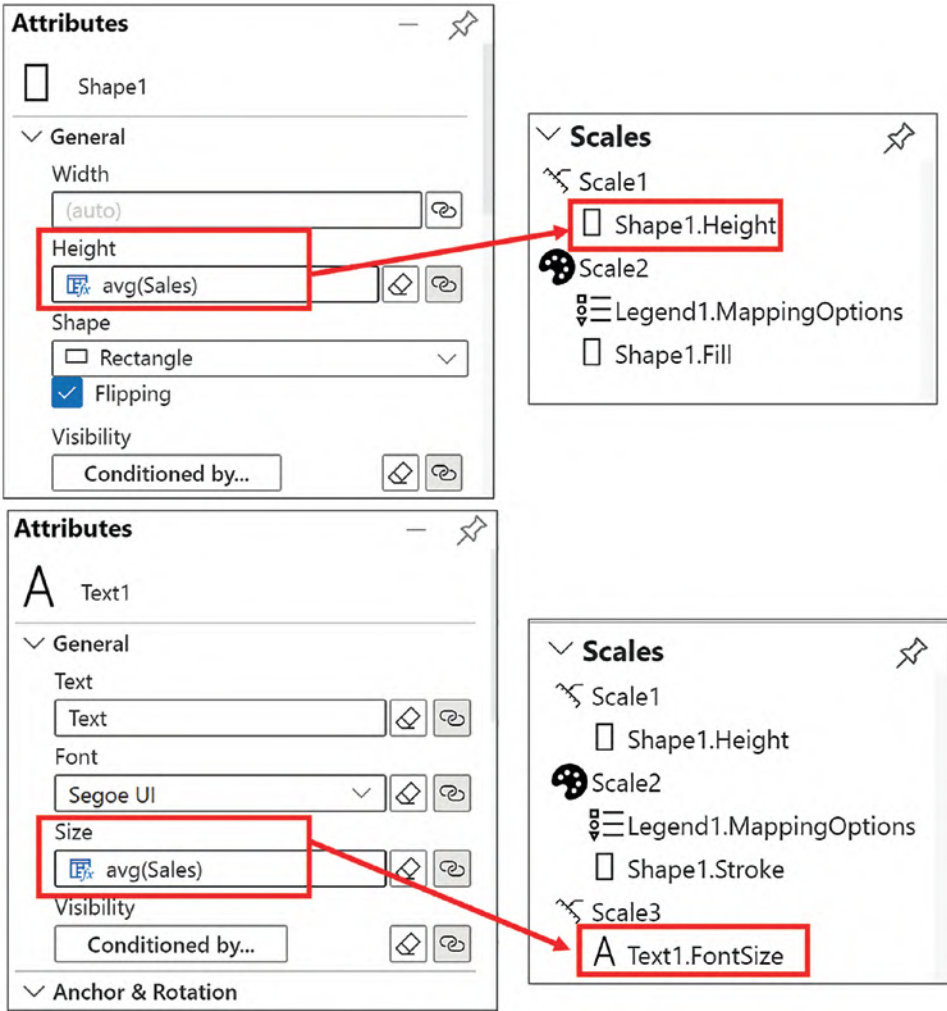 Attributes
Shape1
General
Width
(auto)
Height
avg(Sales)
Shape
Rectangle
Flipping
Visibility
Conditioned by...
Scales
Scale1
Shape1.Height
Scale2
Legend1.MappingOptions
Shape1.Fill
Attributes
A Text1
General
Text
Text
Font
Segoe UI
Size
avg(Sales)
Visibility
Conditioned by...
Anchor & Rotation
Scales
Scale1
Shape1.Height
Scale2
Legend1.MappingOptions
Shape1.Stroke
Scale3
A Text1.FontSize